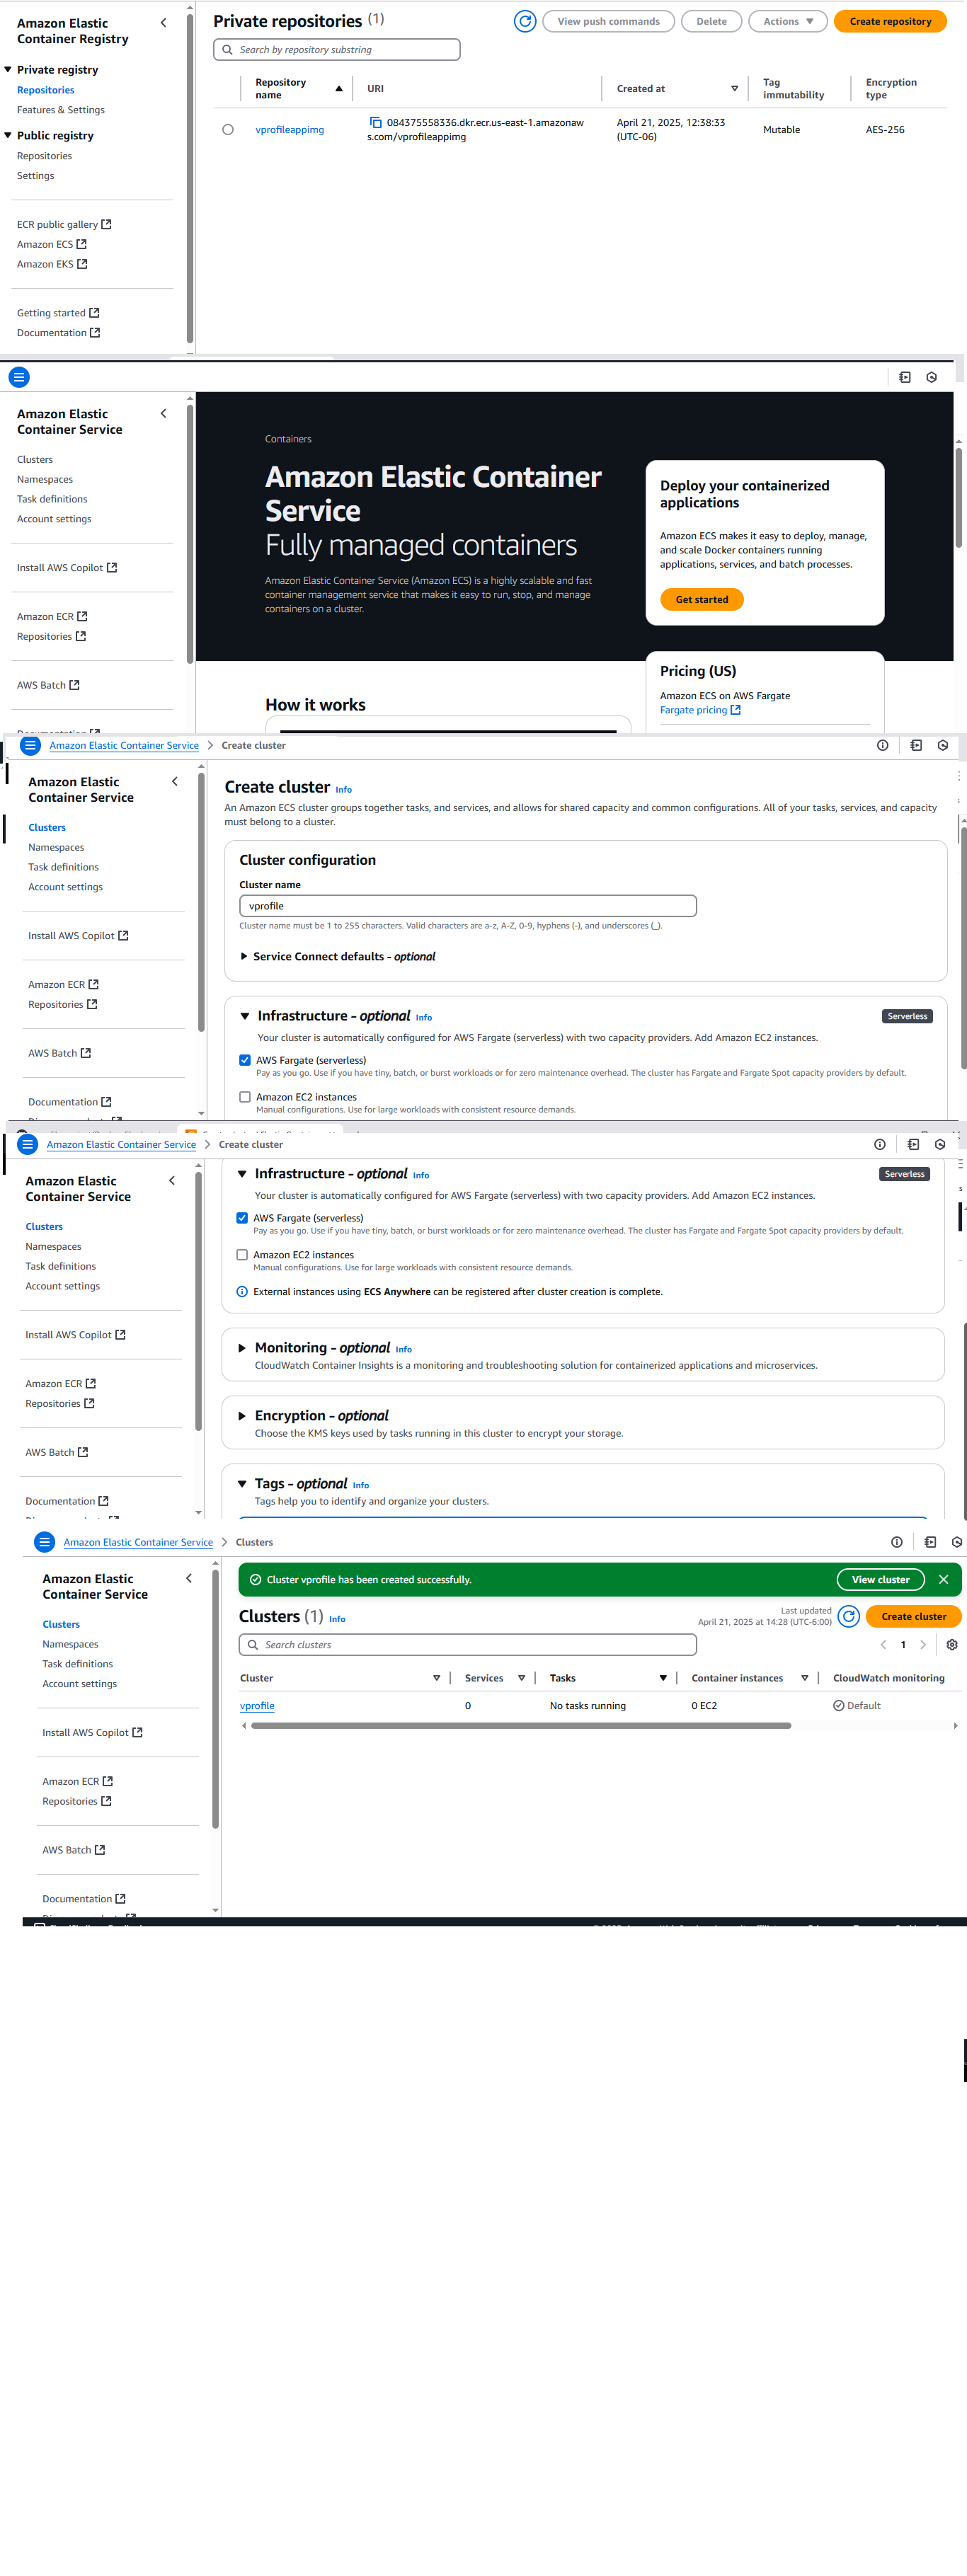 Amazon Elastic
Container Registry
Private registry
Repositories
Features & Settings
Public registry
Repositories
Settings
ECR public gallery
Amazon ECS
Amazon EKS
Getting started
Documentation
Private repositories (1)
View push commands
Delete
Actions
Create repository
Search by repository substring
Repository
name
URI
Created at
Tag
immutability
Encryption
type
vprofileappimg
084375558336.dkr.ecr.us-east-1.amazonaw
s.com/vprofileappimg
April 21, 2025, 12:38:33
(UTC-06)
Mutable
AES-256
Amazon Elastic
Container Service
Clusters
Namespaces
Task definitions
Account settings
Install AWS Copilot
Amazon ECR
Repositories
AWS Batch
Documentation
Containers
Amazon Elastic Container
Service
Fully managed containers
Amazon Elastic Container Service (Amazon ECS) is a highly scalable and fast
container management service that makes it easy to run, stop, and manage
containers on a cluster.
Deploy your containerized
applications
Amazon ECS makes it easy to deploy, manage,
and scale Docker containers running
applications, services, and batch processes.
Get started
Pricing (US)
Amazon ECS on AWS Fargate
Fargate pricing
How it works
Amazon Elastic Container Service > Create cluster
Amazon Elastic
Container Service
Clusters
Namespaces
Task definitions
Account settings
Install AWS Copilot
Amazon ECR
Repositories
AWS Batch
Documentation
Create cluster Info
An Amazon ECS cluster groups together tasks, and services, and allows for shared capacity and common configurations. All of your tasks, services, and capacity
must belong to a cluster.
Cluster configuration
Cluster name
vprofile
Cluster name must be 1 to 255 characters. Valid characters are a-z, A-Z, 0-9, hyphens (-), and underscores (_).
Service Connect defaults - optional
Infrastructure - optional Info
Serverless
Your cluster is automatically configured for AWS Fargate (serverless) with two capacity providers. Add Amazon EC2 instances.
AWS Fargate (serverless)
Pay as you go. Use if you have tiny, batch, or burst workloads or for zero maintenance overhead. The cluster has Fargate and Fargate Spot capacity providers by default.
Amazon EC2 instances
Manual configurations. Use for large workloads with consistent resource demands.
Amazon Elastic Container Service > Create cluster
Amazon Elastic
Container Service
Clusters
Namespaces
Task definitions
Account settings
Install AWS Copilot
Amazon ECR
Repositories
AWS Batch
Documentation
Infrastructure - optional Info
Serverless
Your cluster is automatically configured for AWS Fargate (serverless) with two capacity providers. Add Amazon EC2 instances.
AWS Fargate (serverless)
Pay as you go. Use if you have tiny, batch, or burst workloads or for zero maintenance overhead. The cluster has Fargate and Fargate Spot capacity providers by default.
Amazon EC2 instances
Manual configurations. Use for large workloads with consistent resource demands.
External instances using ECS Anywhere can be registered after cluster creation is complete.
Monitoring - optional Info
CloudWatch Container Insights is a monitoring and troubleshooting solution for containerized applications and microservices.
Encryption - optional
Choose the KMS keys used by tasks running in this cluster to encrypt your storage.
Tags - optional Info
Tags help you to identify and organize your clusters.
Amazon Elastic Container Service > Clusters
Amazon Elastic
Container Service
Clusters
Namespaces
Task definitions
Account settings
Install AWS Copilot
Amazon ECR
Repositories
AWS Batch
Documentation
Cluster vprofile has been created successfully.
View cluster
Clusters (1) Info
Last updated
April 21, 2025 at 14:28 (UTC-6:00)
Create cluster
Search clusters
1
Cluster
Services
Tasks
Container instances
CloudWatch monitoring
vprofile
0
No tasks running
0 EC2
Default